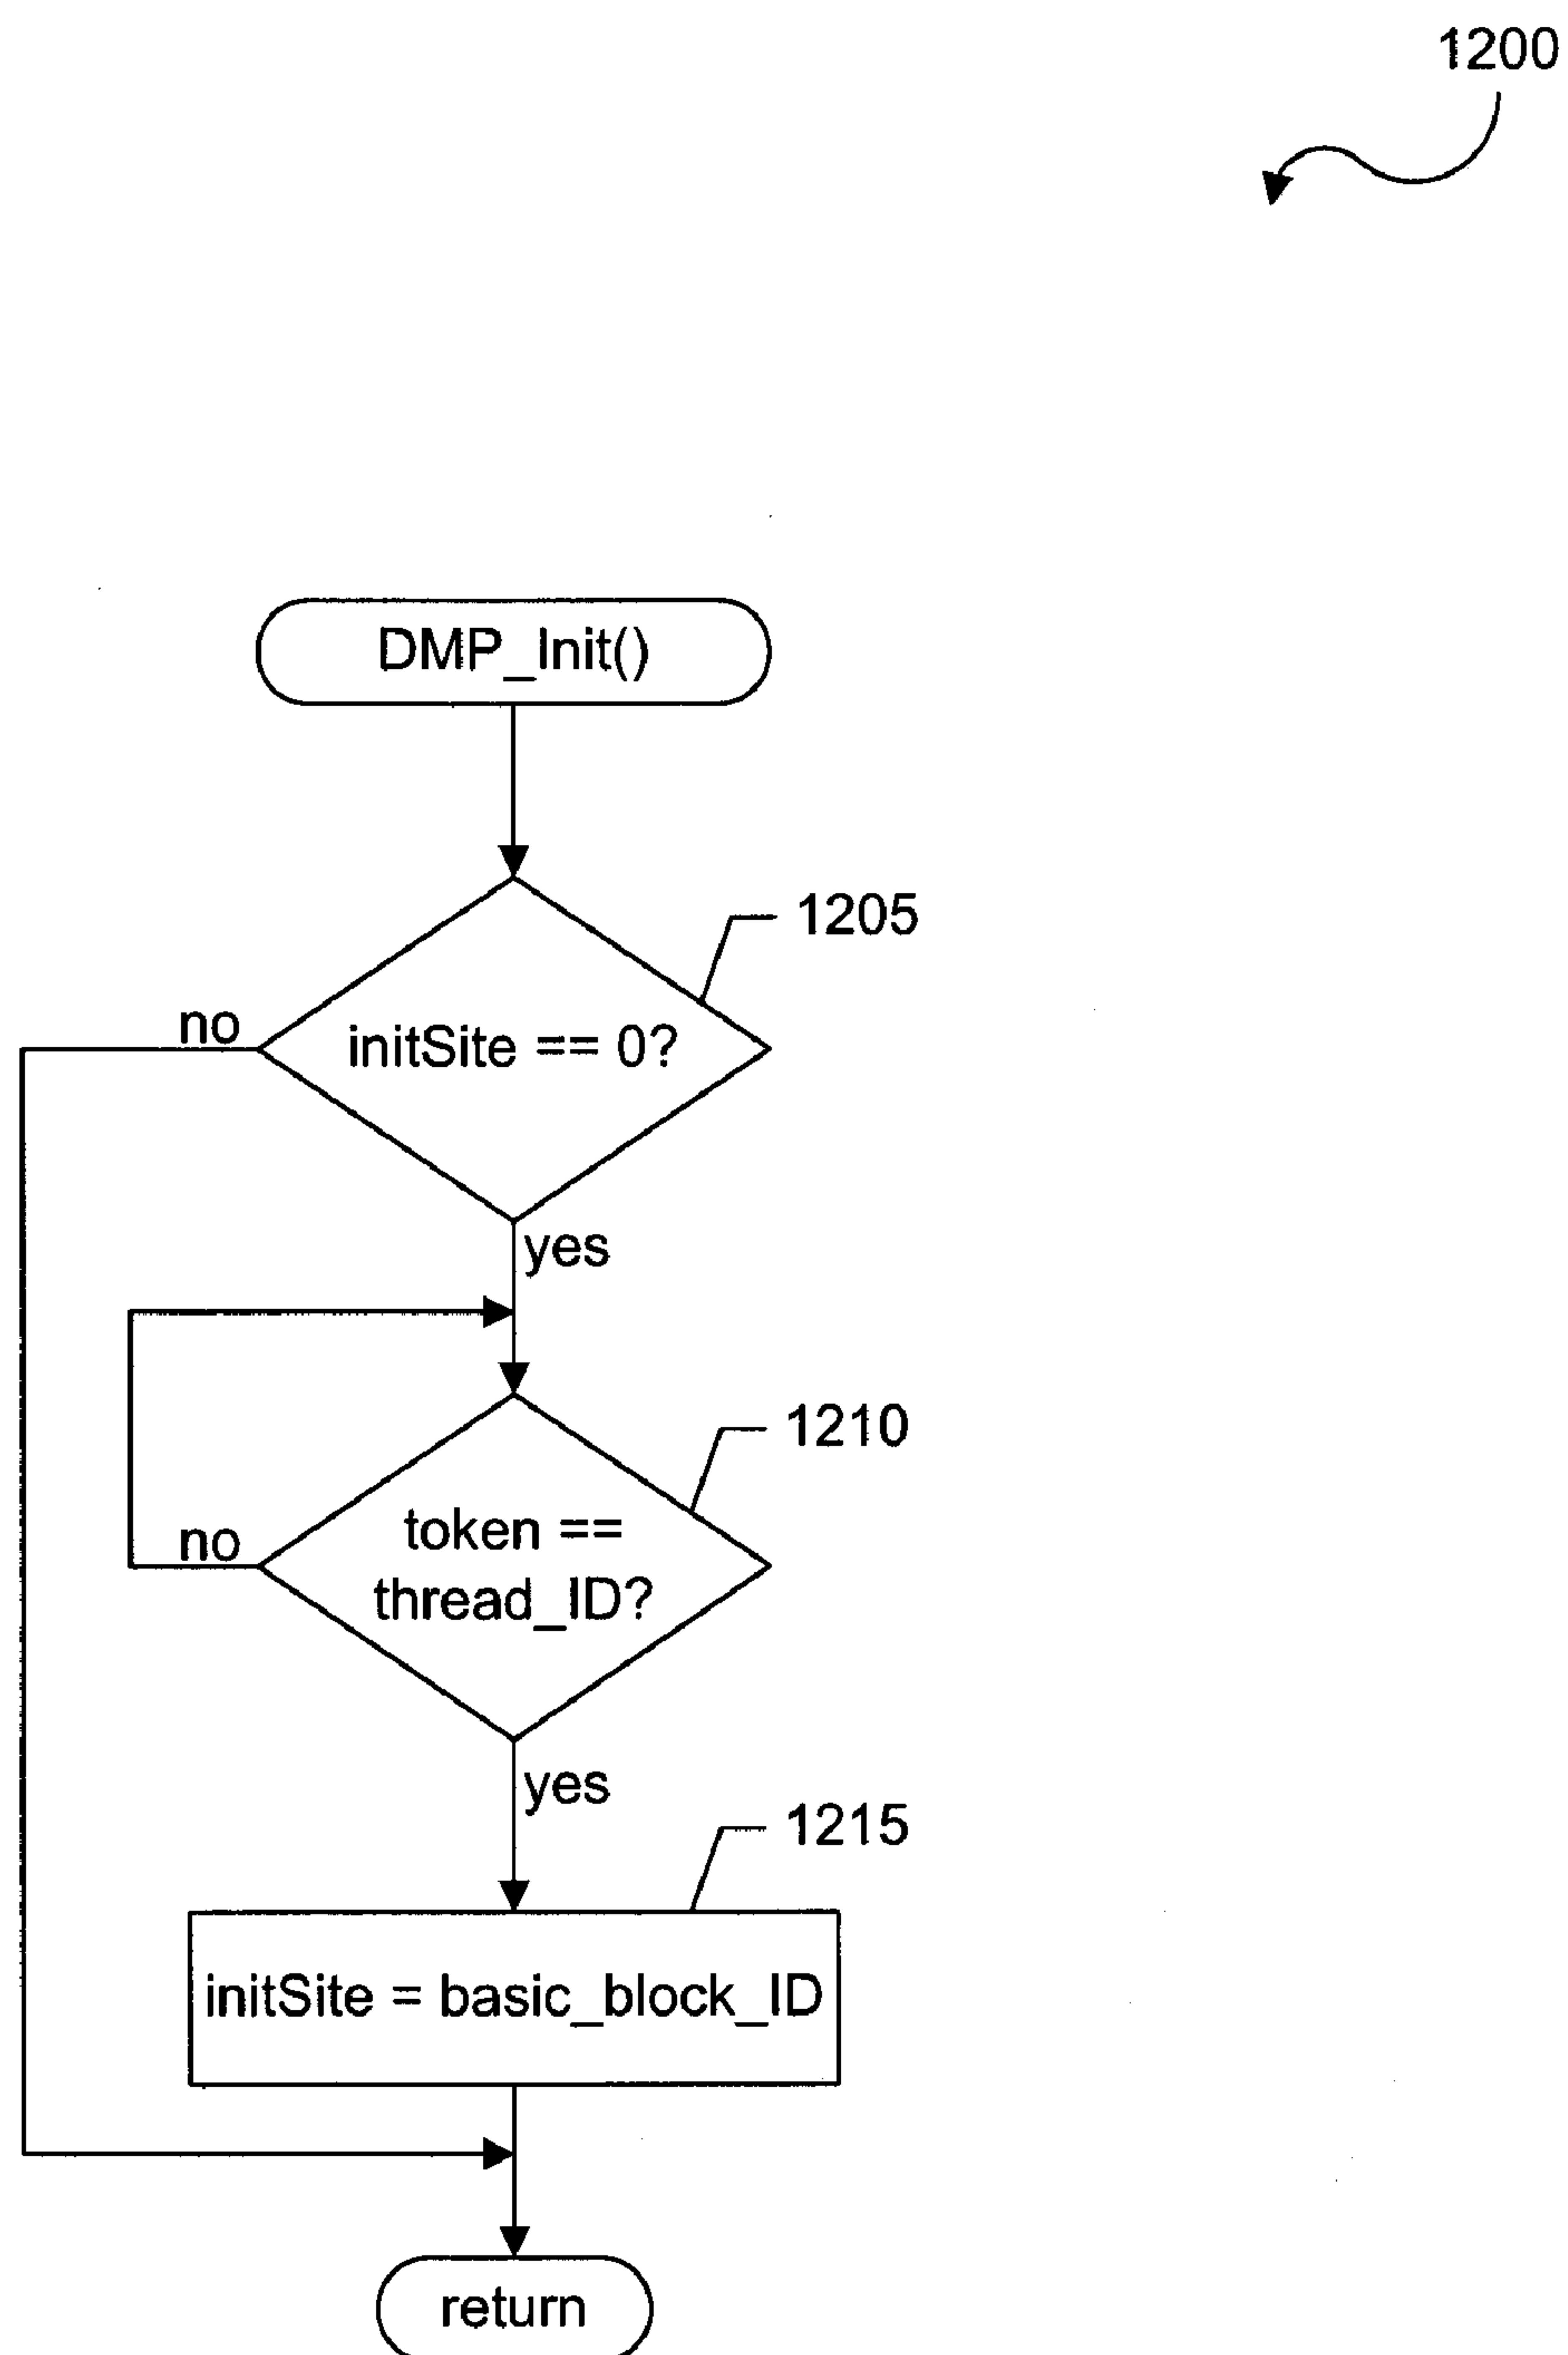 1200
DMP_Init()
1205
no
initSite == 0?
yes
1210
token ==
no
thread_ID?
yes
1215
initSite = basic_block_ID
return